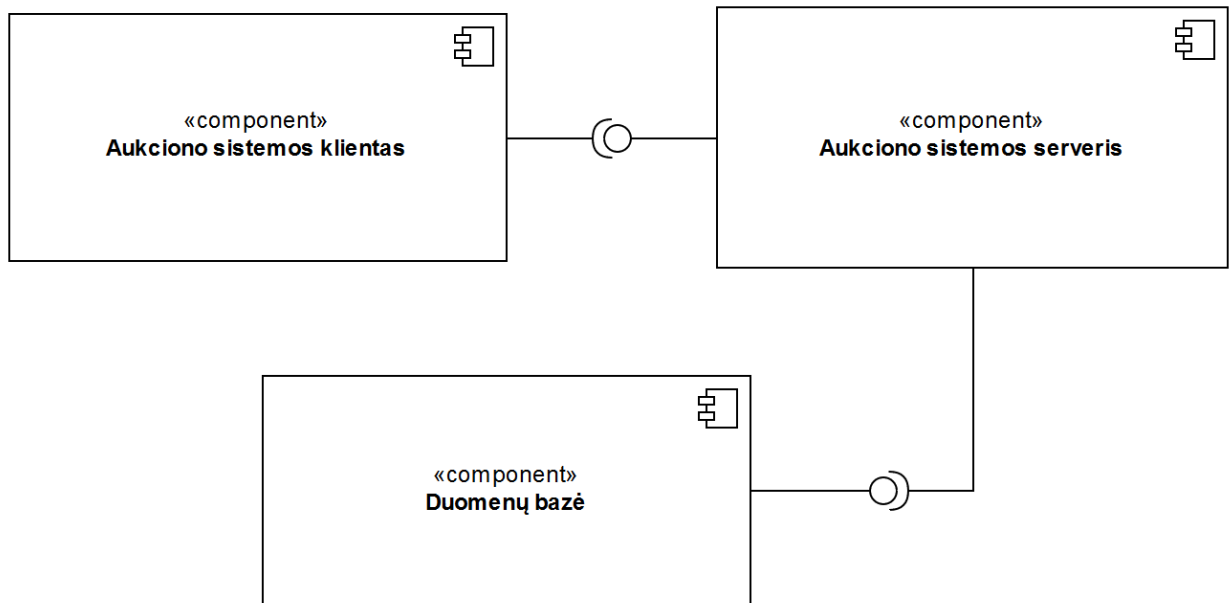 «component»
Aukciono sistemos klientas
«component»
Aukciono sistemos serveris
«component»
Duomenų bazė